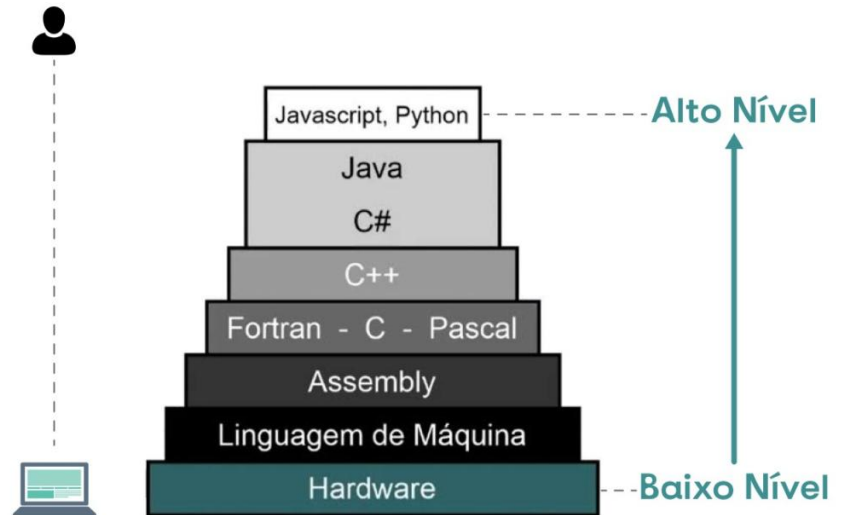 Javascript, Python
Alto Nível
Java
C#
C++
Fortran - C - Pascal
Assembly
Linguagem de Máquina
Hardware
Baixo Nível